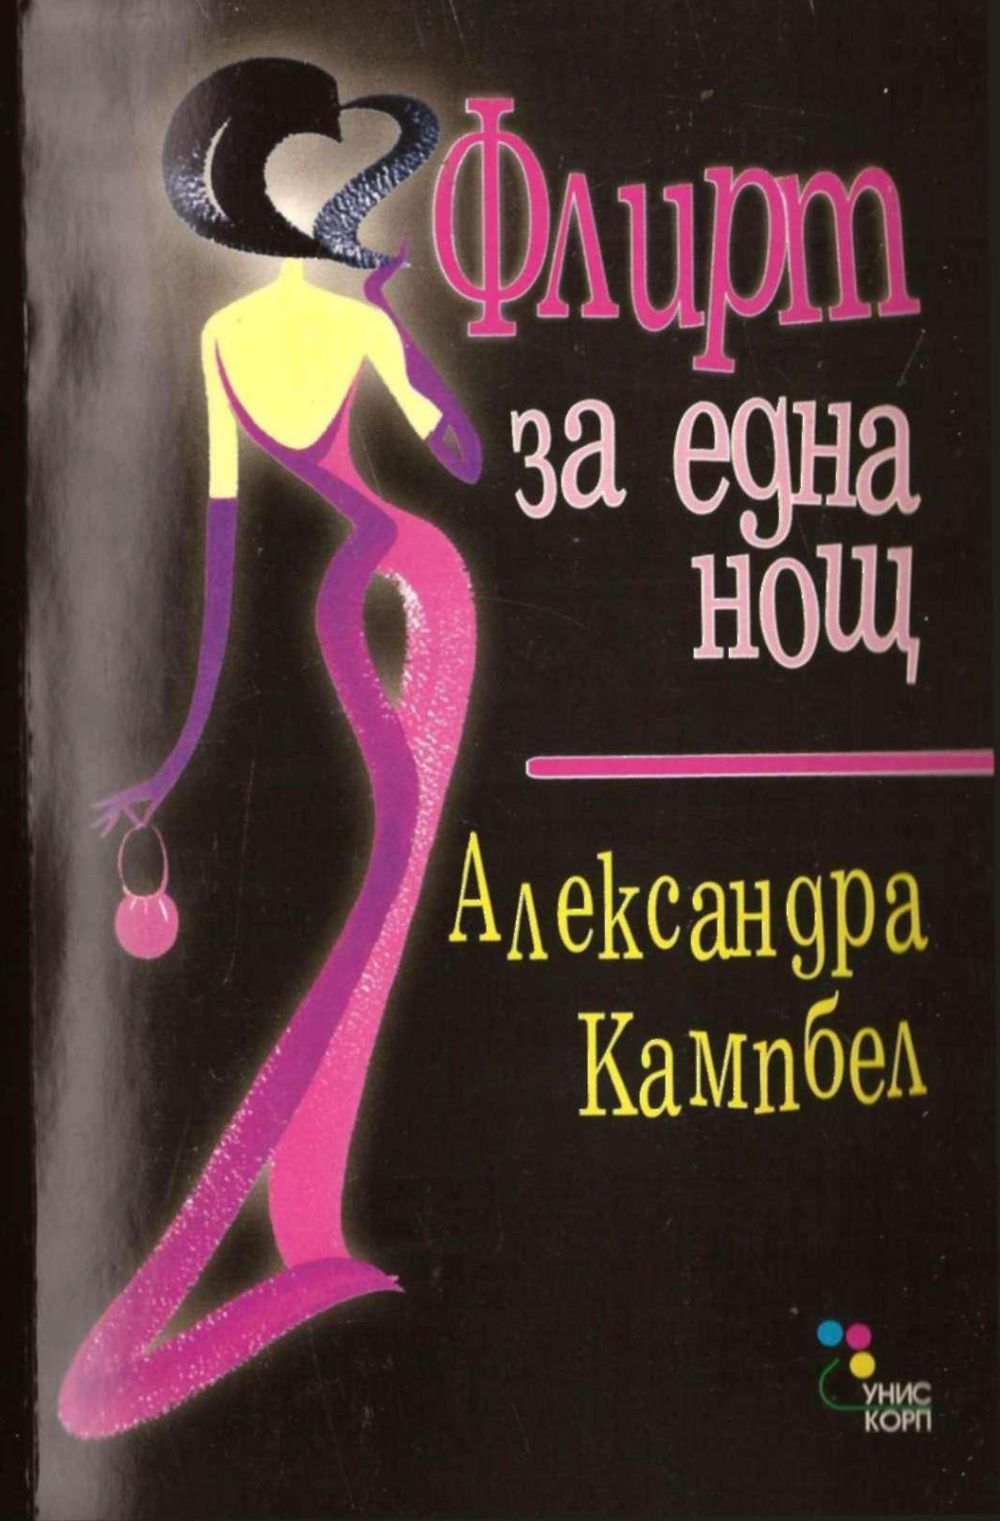 Флирт
за една
нощ
Александра
Кампбел
УНИС
КОРП